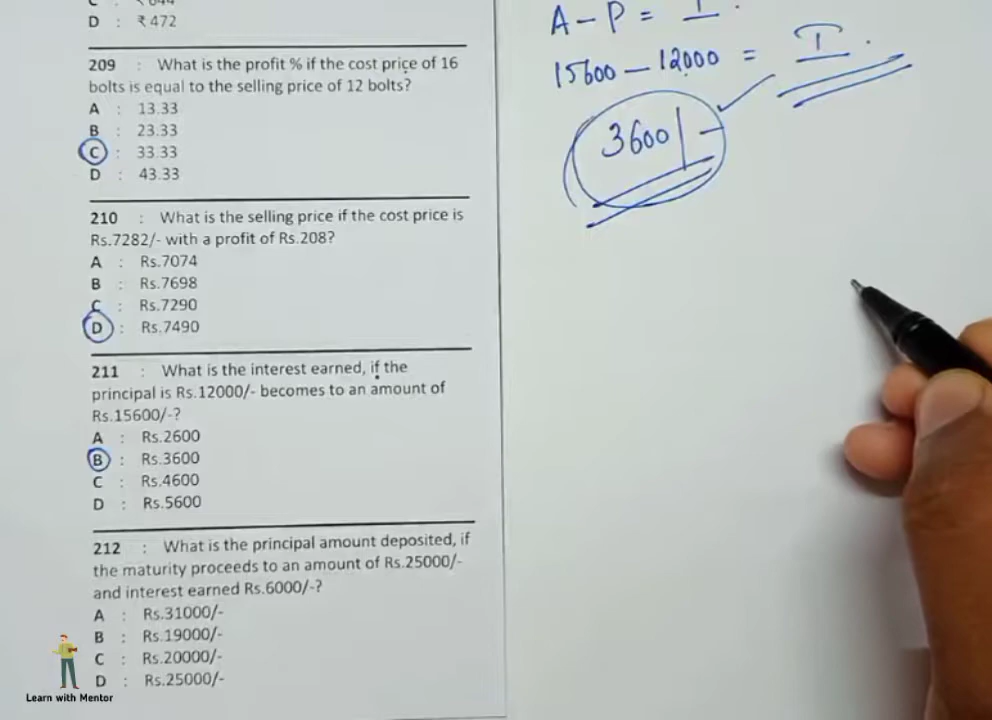 D : ₹472
209 : What is the profit % if the cost price of 16
bolts is equal to the selling price of 12 bolts?
A : 13.33
B : 23.33
C : 33.33
D : 43.33
210 : What is the selling price if the cost price is
Rs.7282/- with a profit of Rs.208?
A : Rs.7074
B : Rs.7698
C : Rs.7290
D : Rs.7490
211 : What is the interest earned, if the
principal is Rs.12000/- becomes to an amount of
Rs.15600/-?
A : Rs.2600
B : Rs.3600
C : Rs.4600
D : Rs.5600
212 : What is the principal amount deposited, if
the maturity proceeds to an amount of Rs.25000/-
and interest earned Rs.6000/-?
A : Rs.31000/-
B : Rs.19000/-
C : Rs.20000/-
D : Rs.25000/-
Learn with Mentor
A - P = I.
15600 - 12000 = I.
3600/-